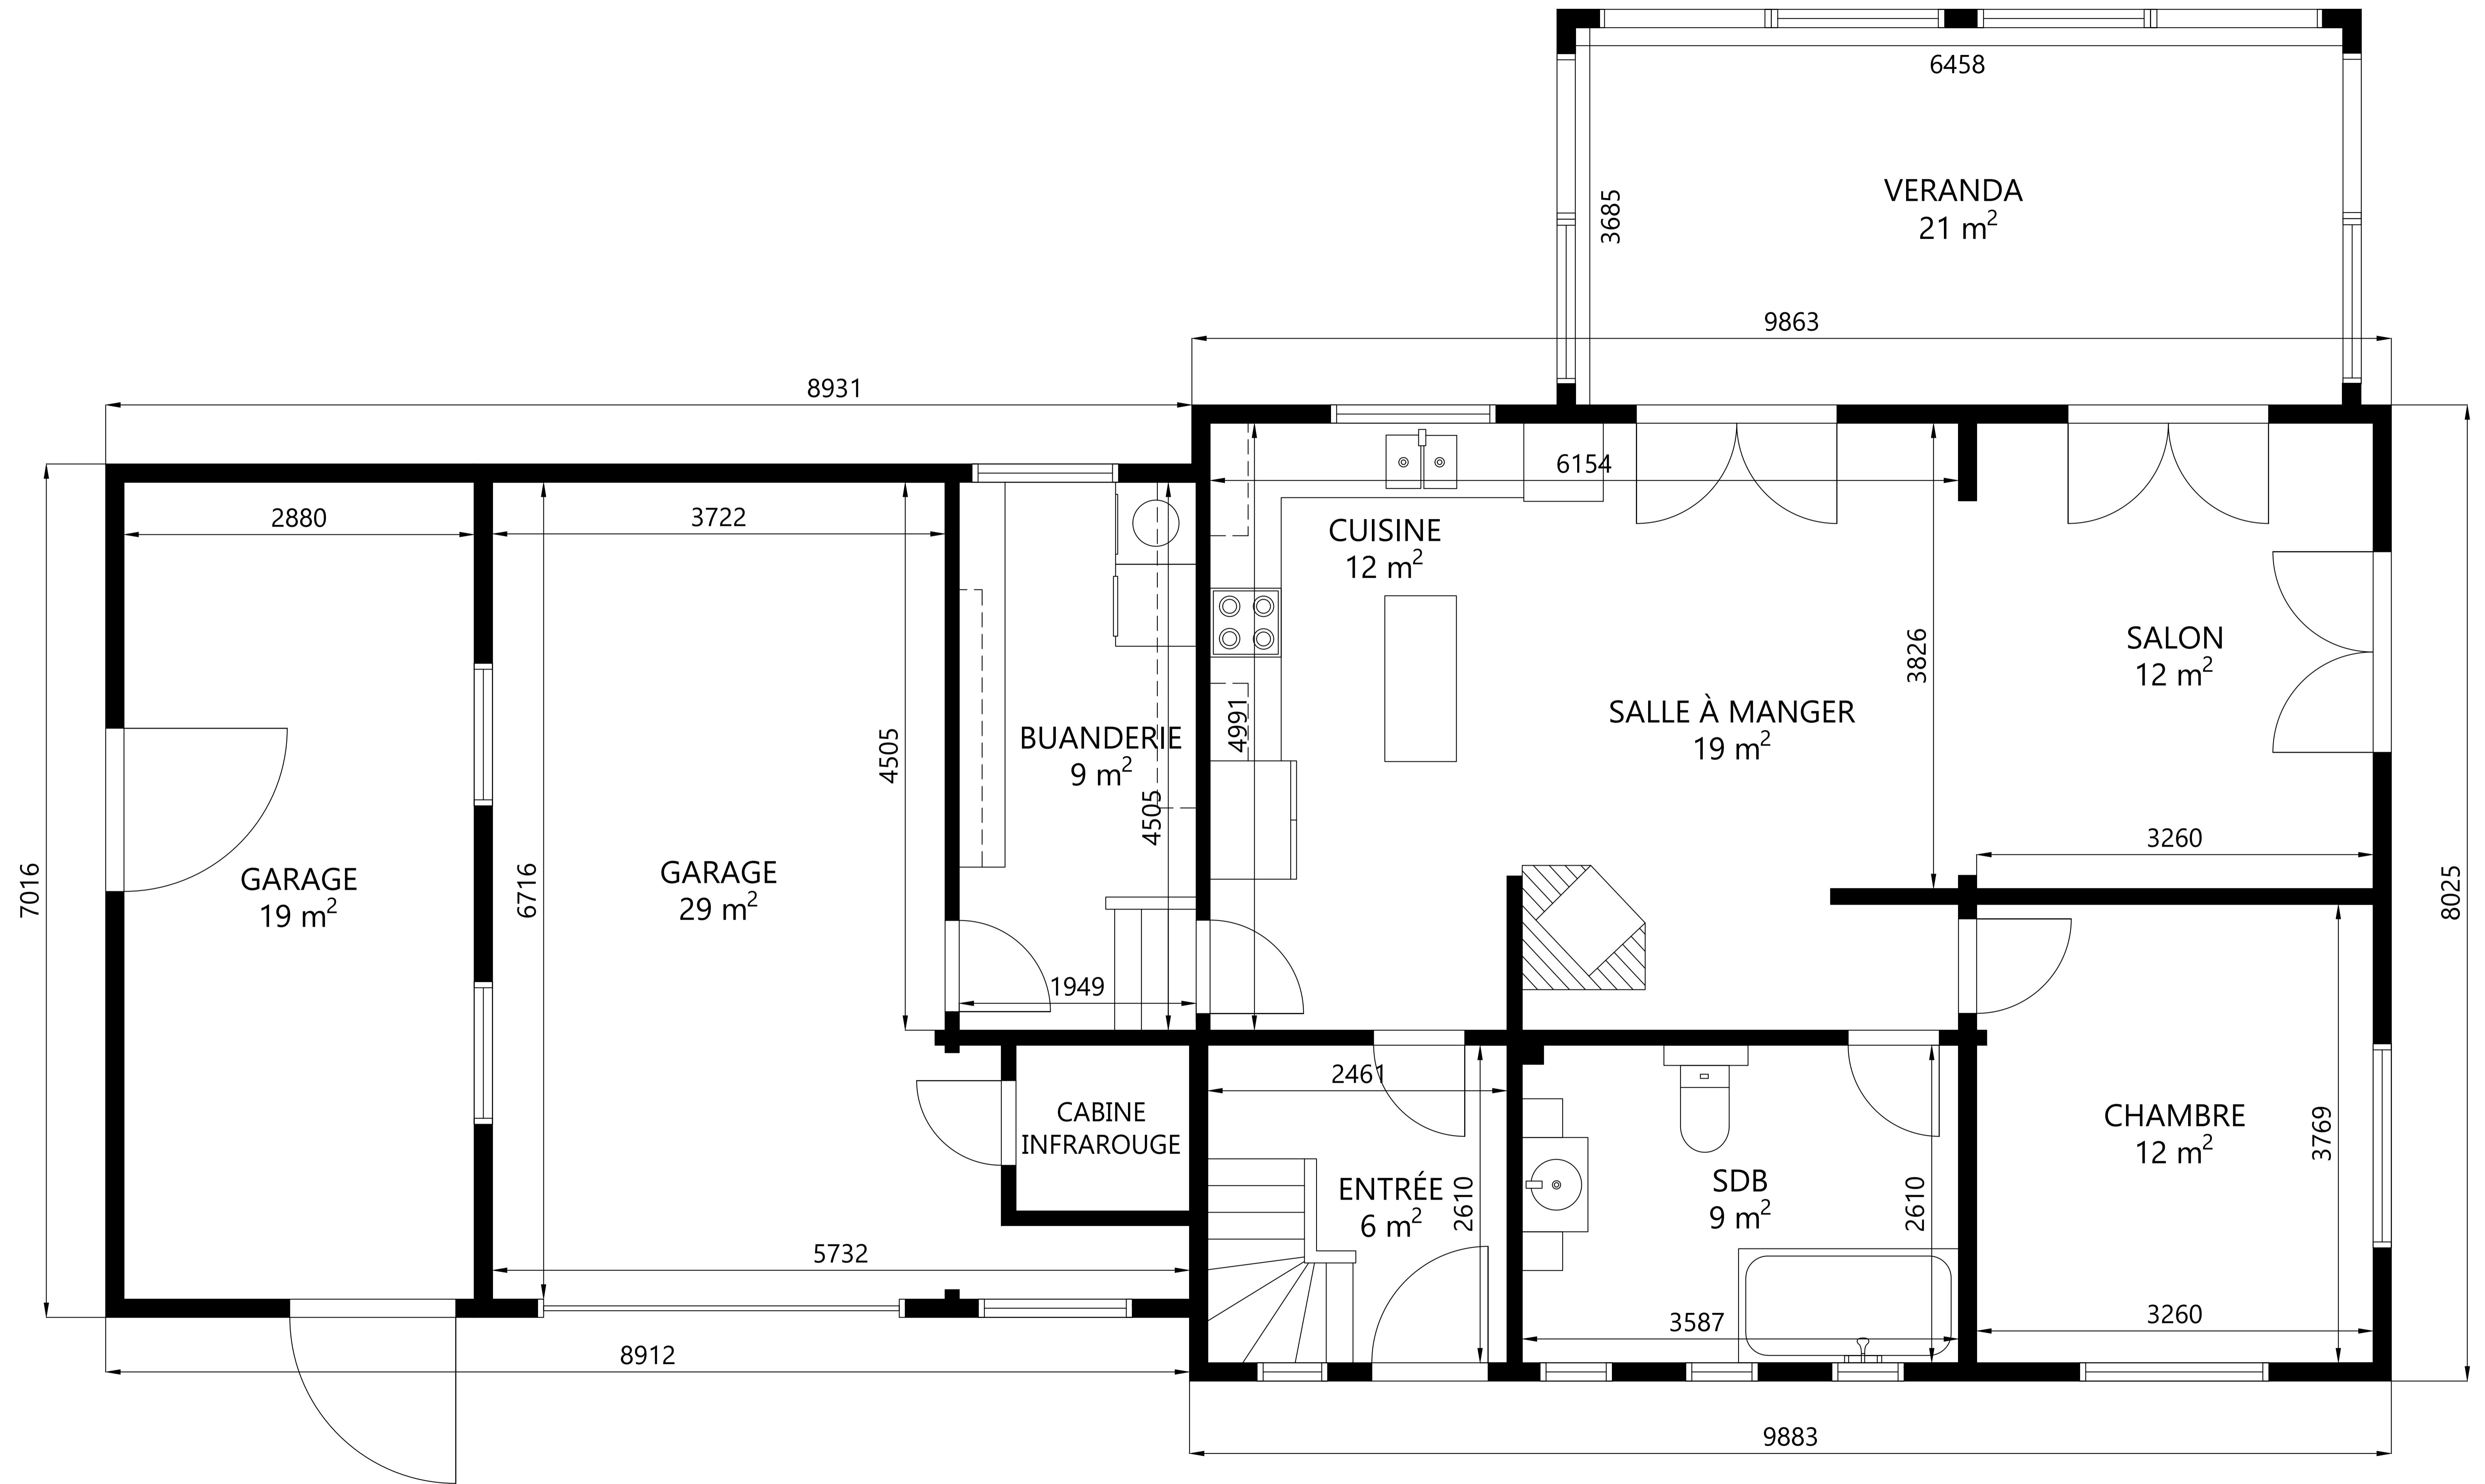 6458
VERANDA
21 m²
3685
9863
8931
6154
2880
3722
CUISINE
12 m²
SALON
12 m²
3826
SALLE À MANGER
19 m²
4991
BUANDERIE
9 m²
4505
4505
3260
GARAGE
19 m²
GARAGE
29 m²
7016
6716
8025
1949
2461
CABINE
INFRAROUGE
CHAMBRE
12 m²
3769
ENTRÉE
6 m²
2610
SDB
9 m²
2610
5732
3587
3260
8912
9883